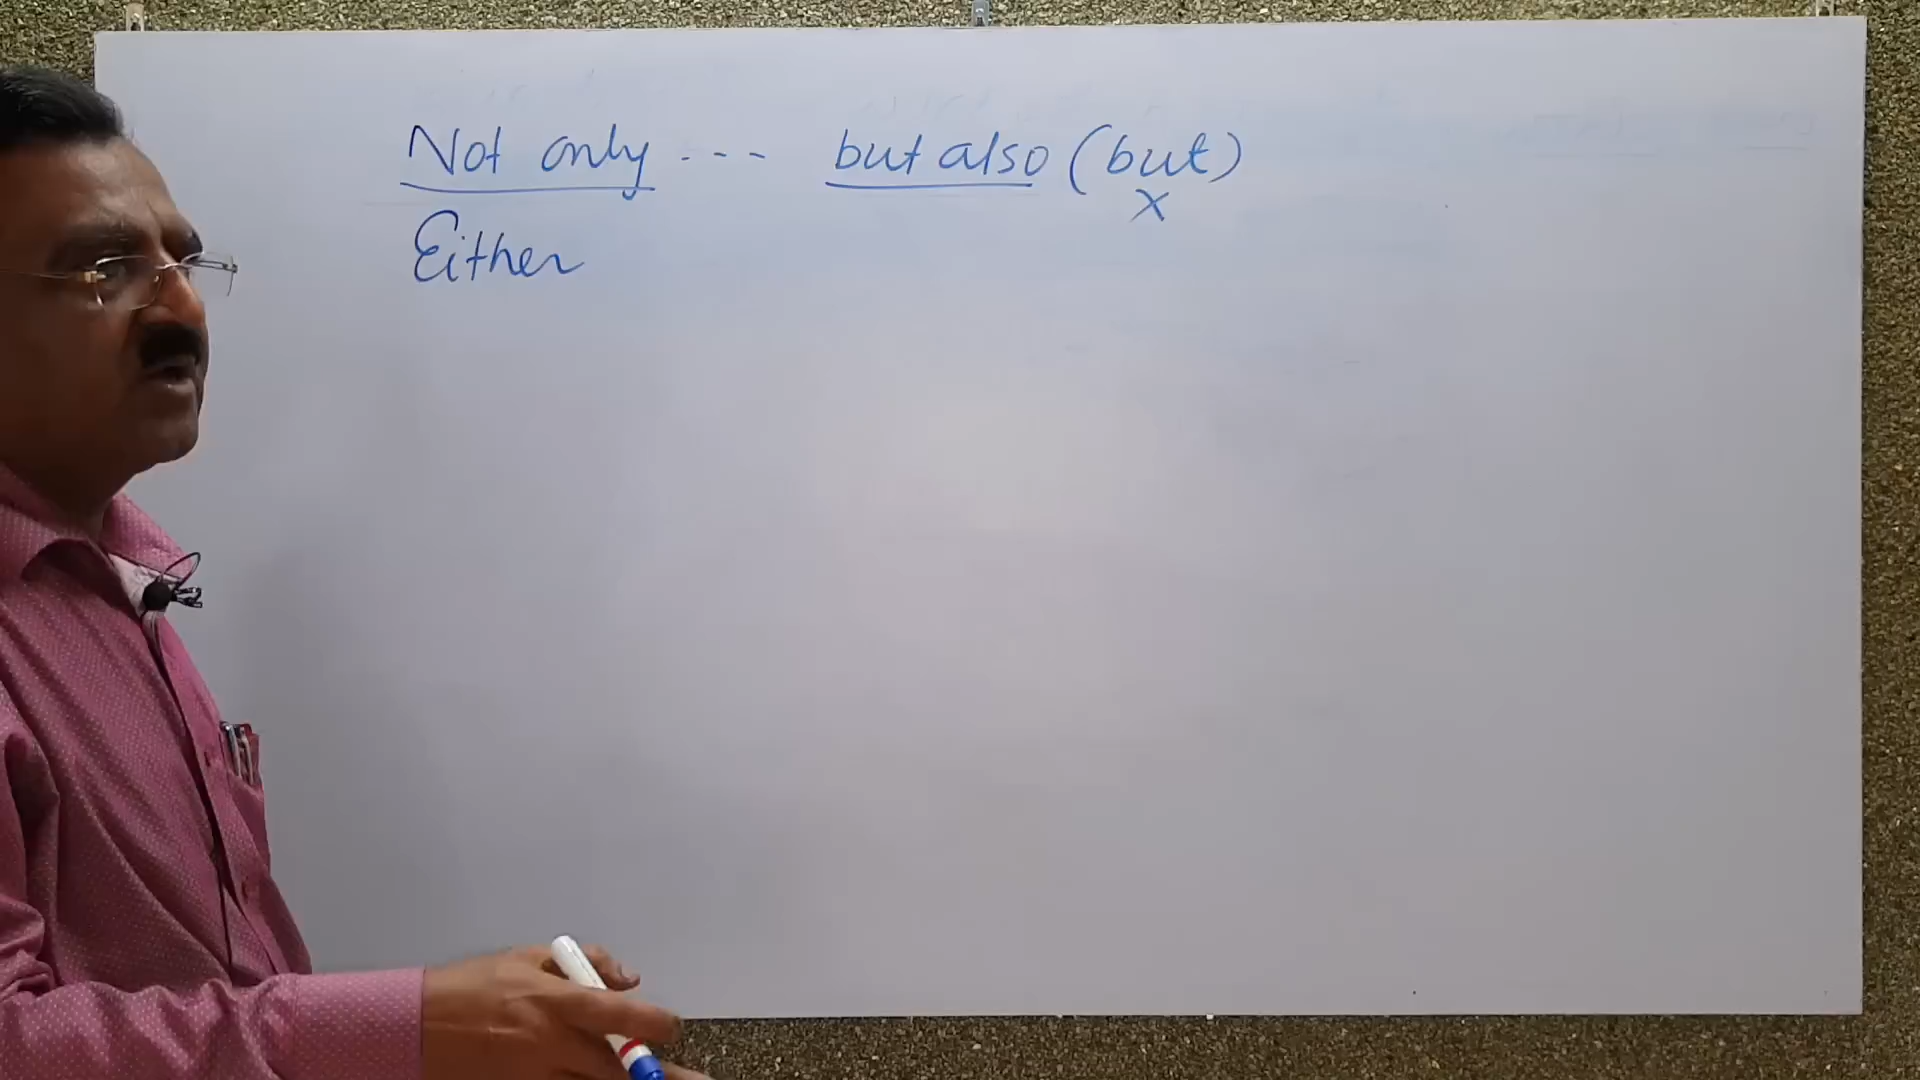 Not only --- but also (but)
x
Either